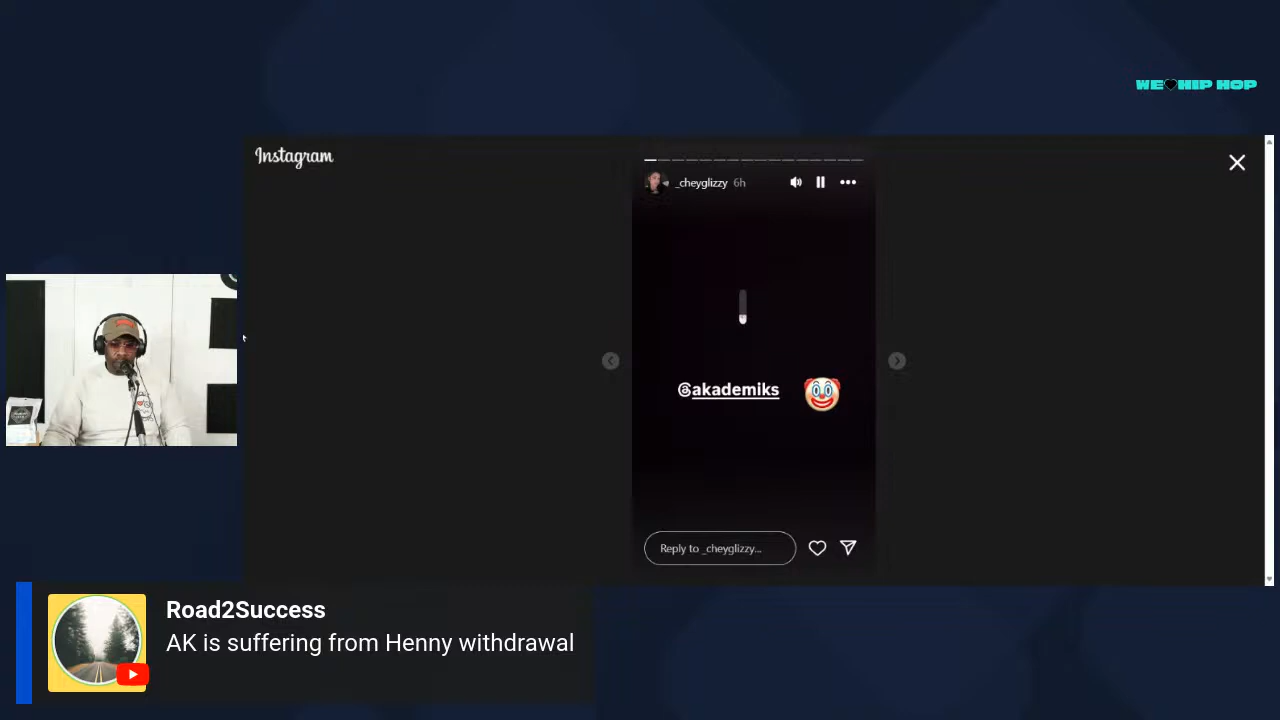 WE HIP HOP
Instagram
_cheyglizzy 6h
@akademiks
Reply to _cheyglizzy...
Road2Success
AK is suffering from Henny withdrawal